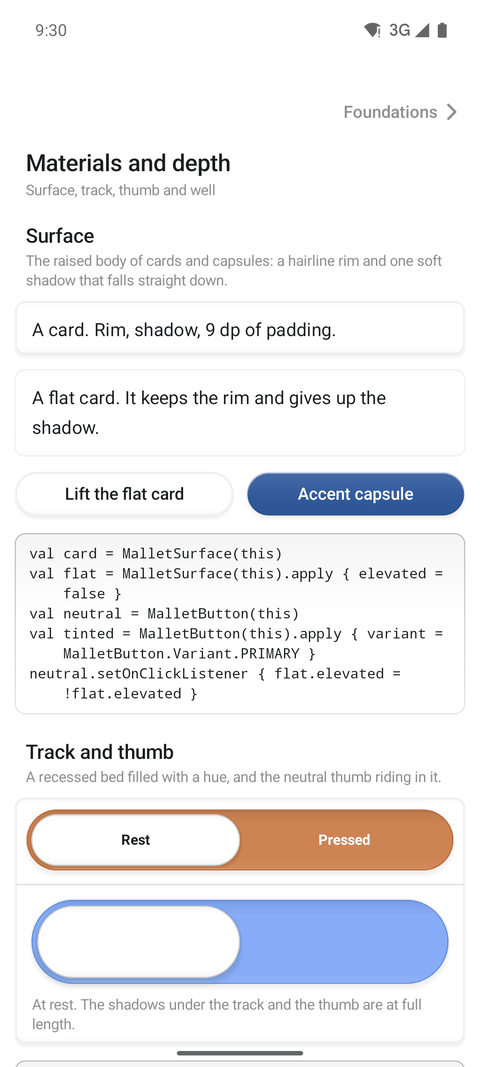 9:30
3G
Foundations
Materials and depth
Surface, track, thumb and well
Surface
The raised body of cards and capsules: a hairline rim and one soft
shadow that falls straight down.
A card. Rim, shadow, 9 dp of padding.
A flat card. It keeps the rim and gives up the
shadow.
Lift the flat card
Accent capsule
val card = MalletSurface(this)
val flat = MalletSurface(this).apply { elevated =
    false }
val neutral = MalletButton(this)
val tinted = MalletButton(this).apply { variant =
    MalletButton.Variant.PRIMARY }
neutral.setOnClickListener { flat.elevated =
    !flat.elevated }
Track and thumb
A recessed bed filled with a hue, and the neutral thumb riding in it.
Rest
Pressed
At rest. The shadows under the track and the thumb are at full
length.